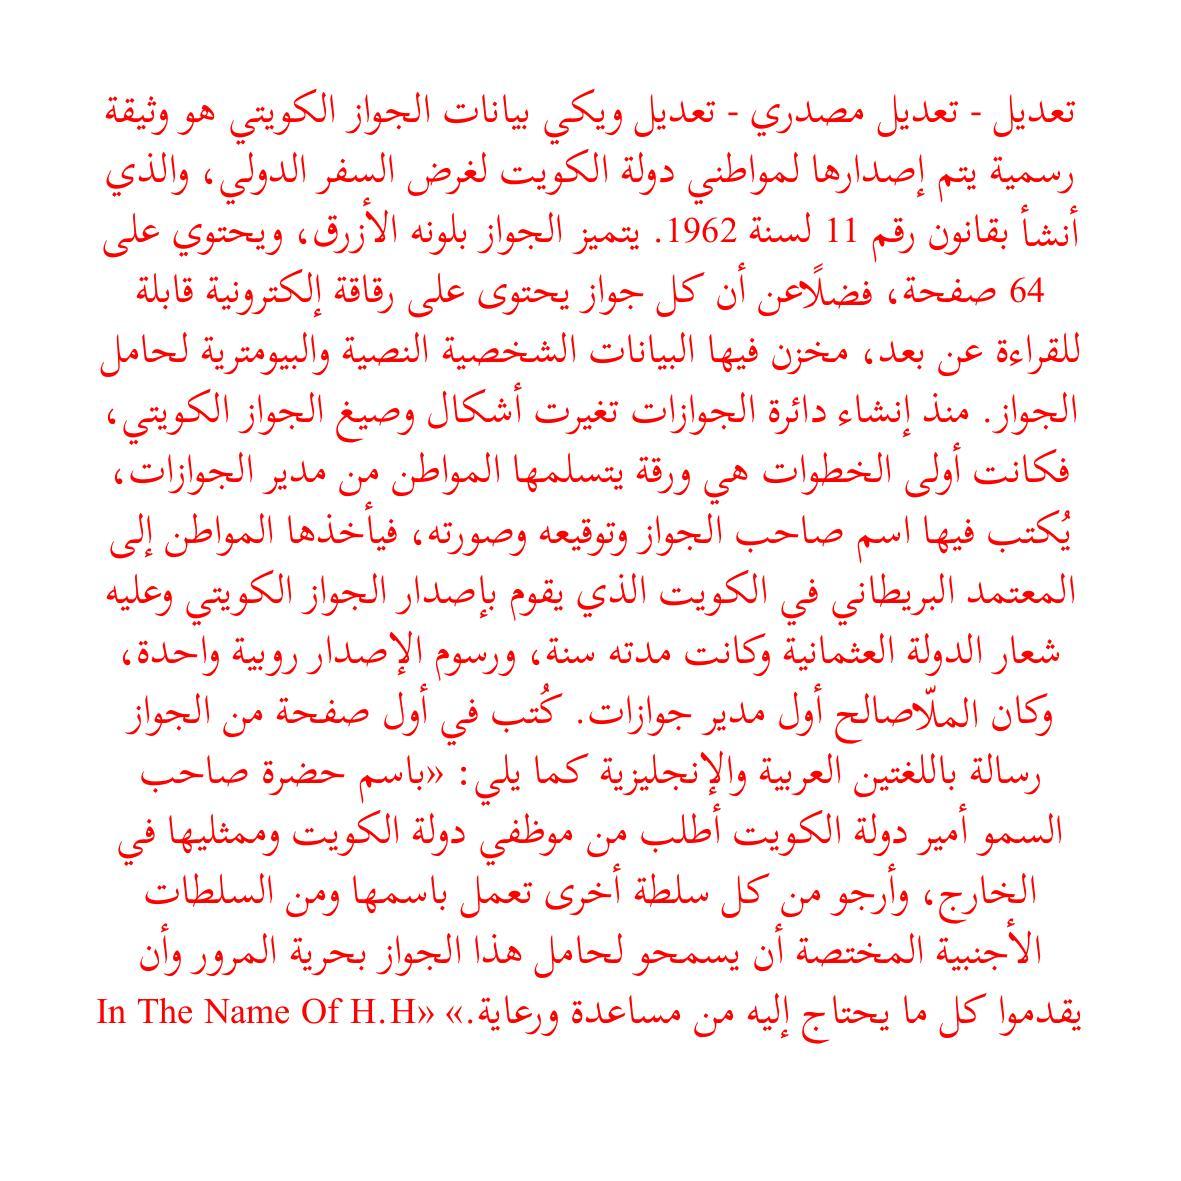 تعديل - تعديل مصدري - تعديل ويكي بيانات الجواز الكويتي هو وثيقة
رسمية يتم إصدارها لمواطني دولة الكويت لغرض السفر الدولي، والذي
أنشأ بقانون رقم 11 لسنة 1962. يتميز الجواز بلونه الأزرق، ويحتوي على
64 صفحة، فضلًاعن أن كل جواز يحتوى على رقاقة إلكترونية قابلة
للقراءة عن بعد، مخزن فيها البيانات الشخصية النصية والبيومترية لحامل
الجواز. منذ إنشاء دائرة الجوازات تغيرت أشكال وصيغ الجواز الكويتي،
فكانت أولى الخطوات هي ورقة يتسلمها المواطن من مدير الجوازات،
يُكتب فيها اسم صاحب الجواز وتوقيعه وصورته، فيأخذها المواطن إلى
المعتمد البريطاني في الكويت الذي يقوم بإصدار الجواز الكويتي وعليه
شعار الدولة العثمانية وكانت مدته سنة، ورسوم الإصدار روبية واحدة،
وكان الملّاصالح أول مدير جوازات. كُتب في أول صفحة من الجواز
رسالة باللغتين العربية والإنجليزية كما يلي: «باسم حضرة صاحب
السمو أمير دولة الكويت أطلب من موظفي دولة الكويت وممثليها في
الخارج، وأرجو من كل سلطة أخرى تعمل باسمها ومن السلطات
الأجنبية المختصة أن يسمحو لحامل هذا الجواز بحرية المرور وأن
يقدموا كل ما يحتاج إليه من مساعدة ورعاية.» «In The Name Of H.H